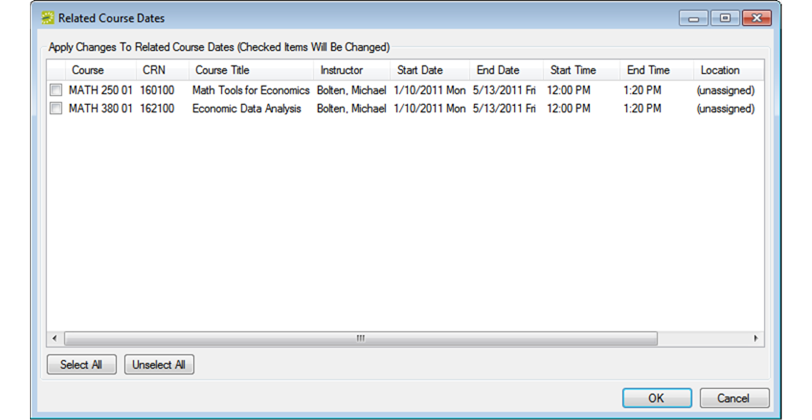 Related Course Dates
Apply Changes To Related Course Dates (Checked Items Will Be Changed)
Course CRN Course Title Instructor Start Date End Date Start Time End Time Location
MATH 250 01 160100 Math Tools for Economics Bolten, Michael 1/10/2011 Mon 5/13/2011 Fri 12:00 PM 1:20 PM (unassigned)
MATH 380 01 162100 Economic Data Analysis Bolten, Michael 1/10/2011 Mon 5/13/2011 Fri 12:00 PM 1:20 PM (unassigned)
Select All Unselect All
OK Cancel